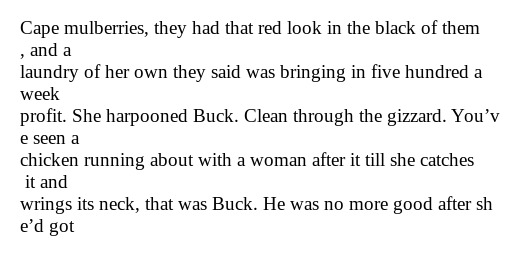 Cape mulberries, they had that red look in the black of them
, and a
laundry of her own they said was bringing in five hundred a
week
profit. She harpooned Buck. Clean through the gizzard. You’v
e seen a
chicken running about with a woman after it till she catches
it and
wrings its neck, that was Buck. He was no more good after sh
e’d got